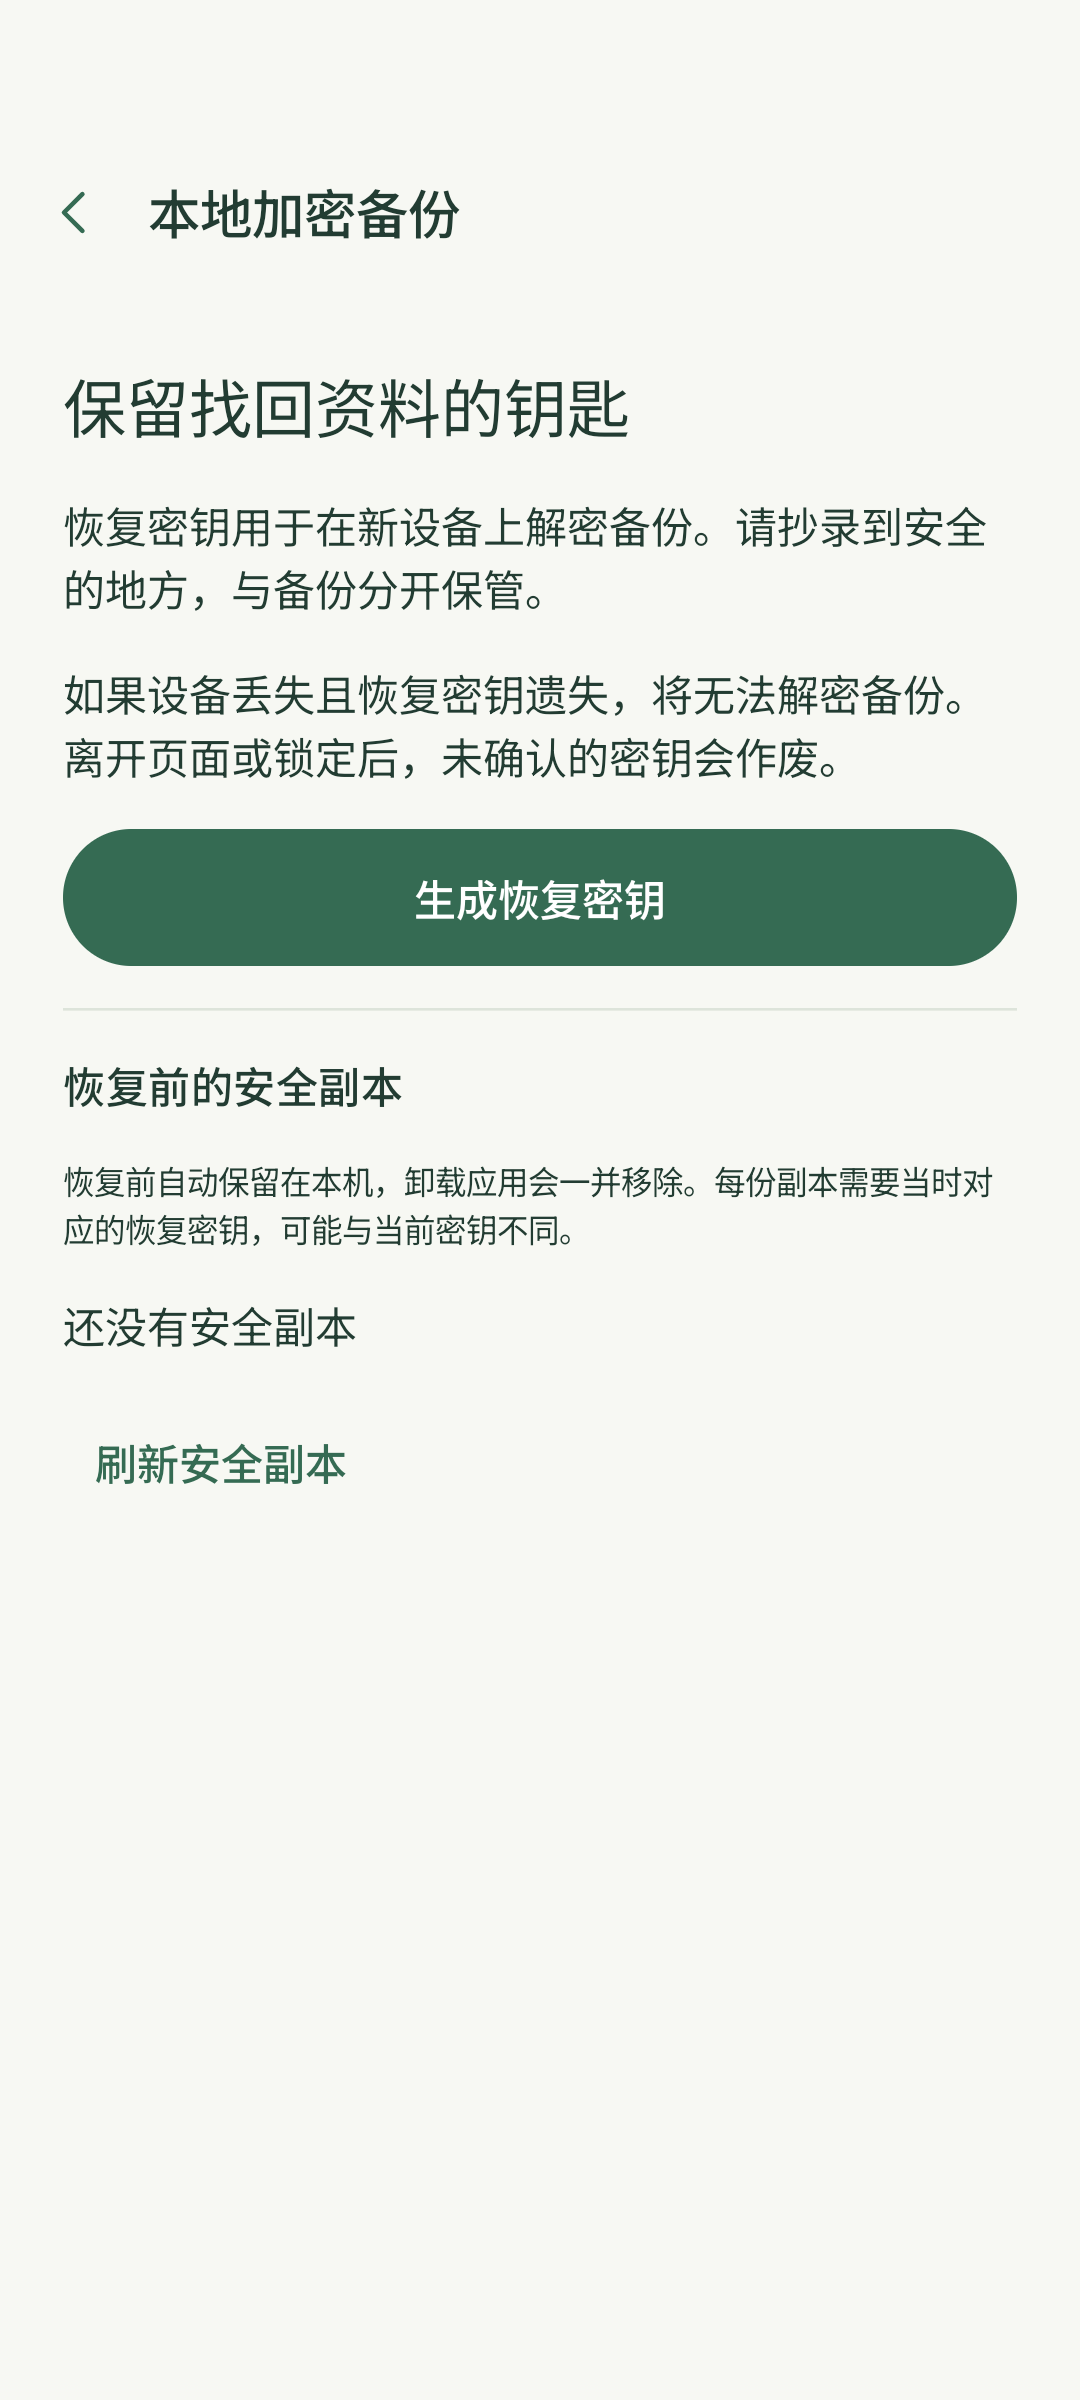 本地加密备份
保留找回资料的钥匙
恢复密钥用于在新设备上解密备份。请抄录到安全
的地方，与备份分开保管。
如果设备丢失且恢复密钥遗失，将无法解密备份。
离开页面或锁定后，未确认的密钥会作废。
生成恢复密钥
恢复前的安全副本
恢复前自动保留在本机，卸载应用会一并移除。每份副本需要当时对
应的恢复密钥，可能与当前密钥不同。
还没有安全副本
刷新安全副本